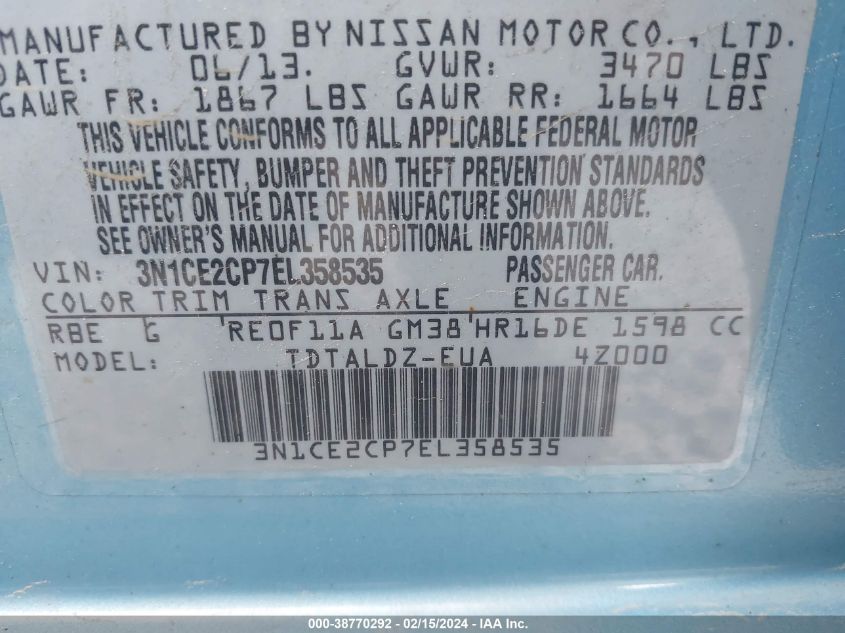 MANUFACTURED BY NISSAN MOTOR CO., LTD.
DATE: 06/13. GVWR: 3470 LBS
GAWR FR: 1867 LBS GAWR RR: 1664 LBS
THIS VEHICLE CONFORMS TO ALL APPLICABLE FEDERAL MOTOR
VEHICLE SAFETY, BUMPER AND THEFT PREVENTION STANDARDS
IN EFFECT ON THE DATE OF MANUFACTURE SHOWN ABOVE.
SEE OWNER'S MANUAL FOR ADDITIONAL INFORMATION.
VIN: 3N1CE2CP7EL358535 PASSENGER CAR.
COLOR TRIM TRANS AXLE ENGINE
RBE G RE0F11A GM38 HR16DE 1598 CC
MODEL: TDTALDZ-EUA 4Z000
3N1CE2CP7EL358535
000-38770292 - 02/15/2024 - IAA Inc.